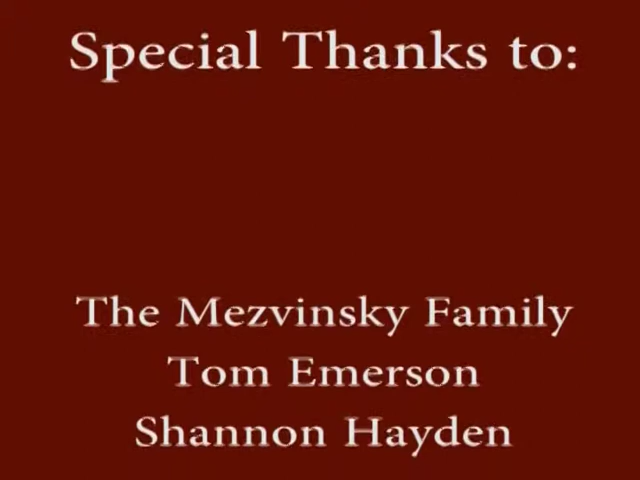 Special Thanks to:
The Mezvinsky Family
Tom Emerson
Shannon Hayden